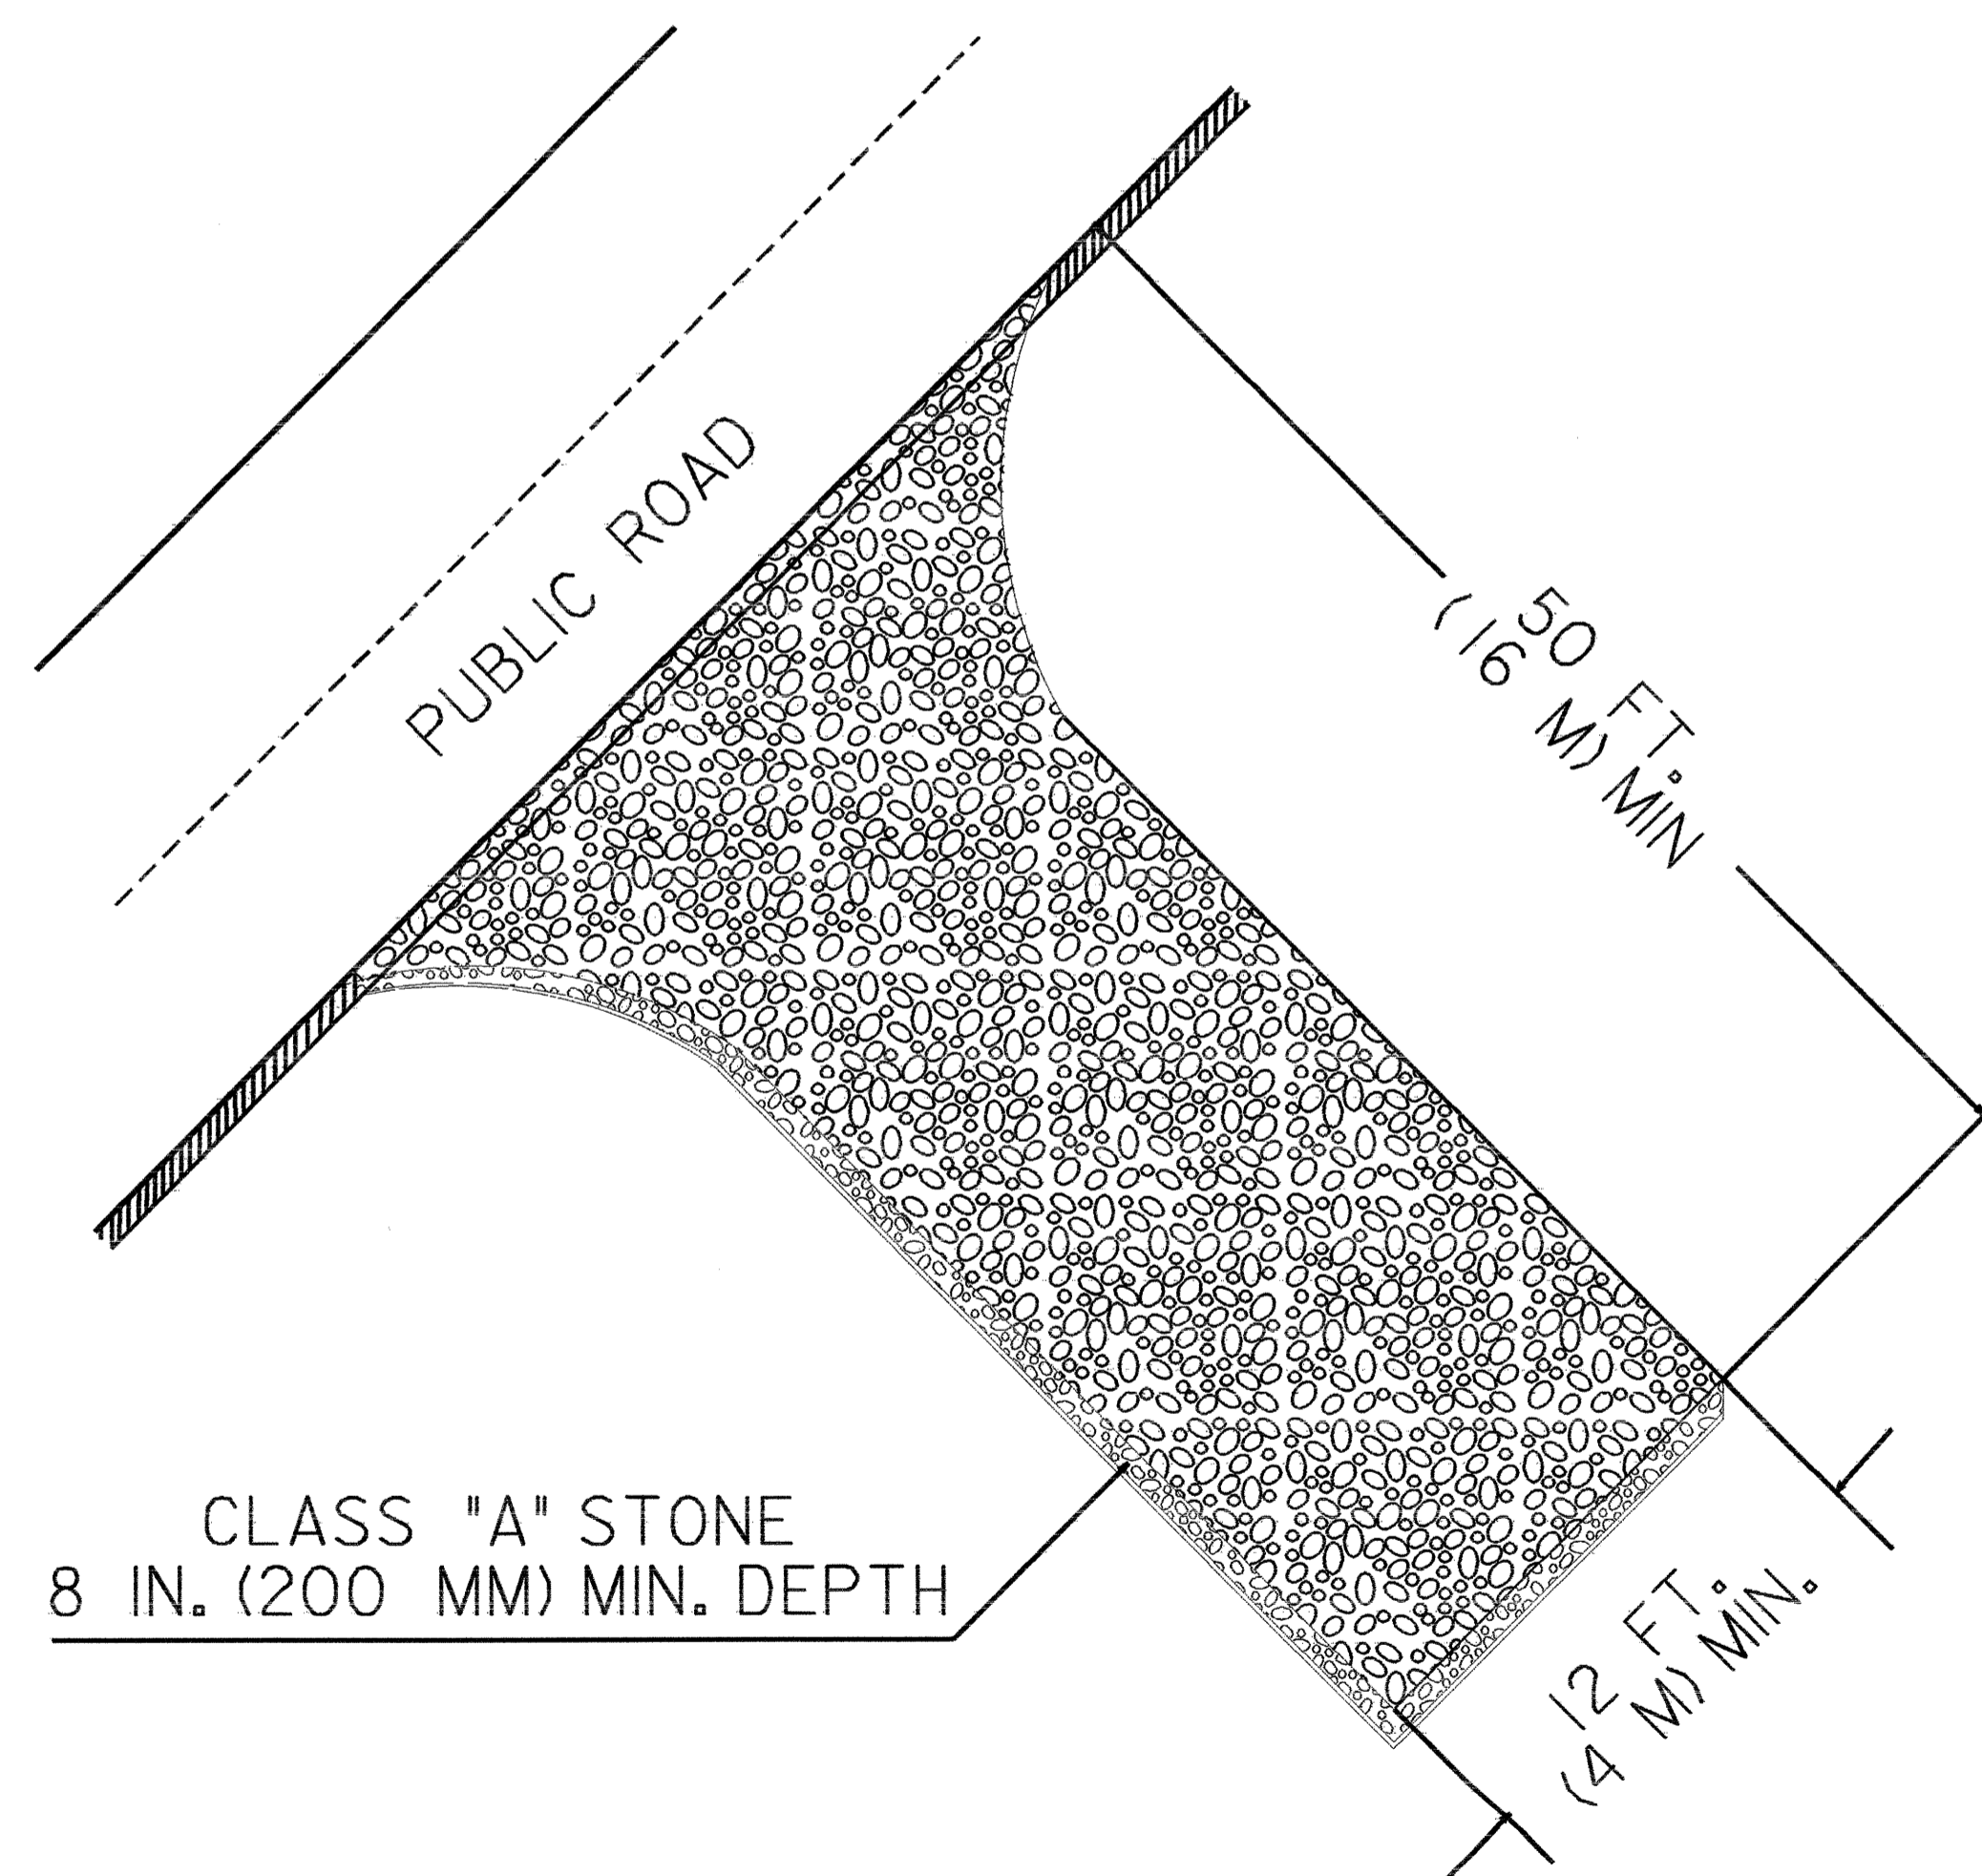 PUBLIC ROAD
50 FT.
(16 M) MIN
CLASS "A" STONE
8 IN. (200 MM) MIN. DEPTH
12 FT.
(4 M) MIN.